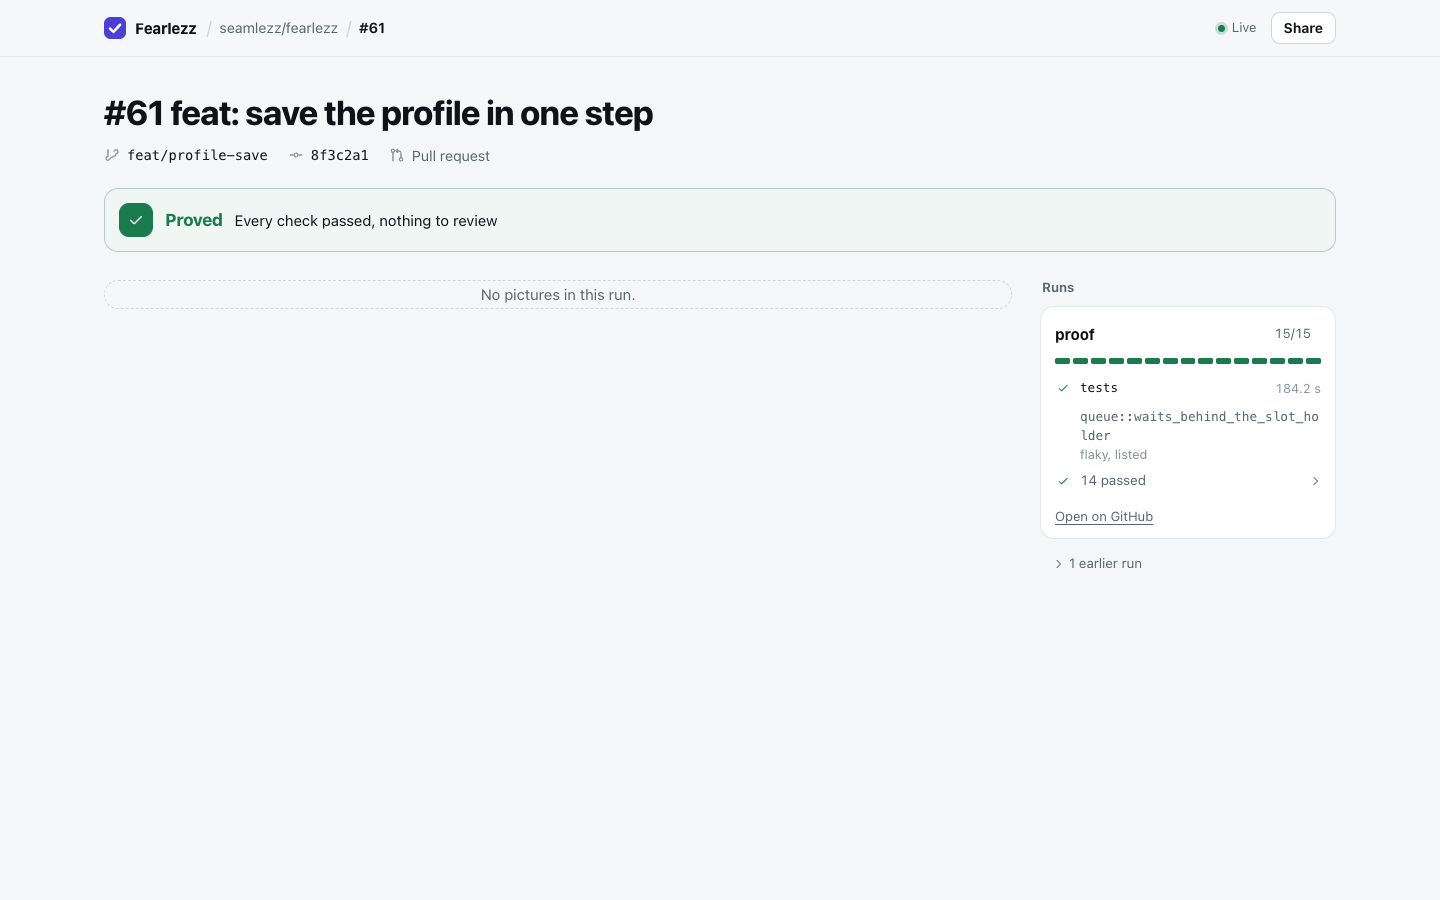 Fearlezz / seamlezz/fearlezz / #61
Live
Share
#61 feat: save the profile in one step
feat/profile-save
8f3c2a1
Pull request
Proved Every check passed, nothing to review
No pictures in this run.
Runs
proof 15/15
tests 184.2 s
queue::waits_behind_the_slot_ho
lder
flaky, listed
14 passed
Open on GitHub
1 earlier run